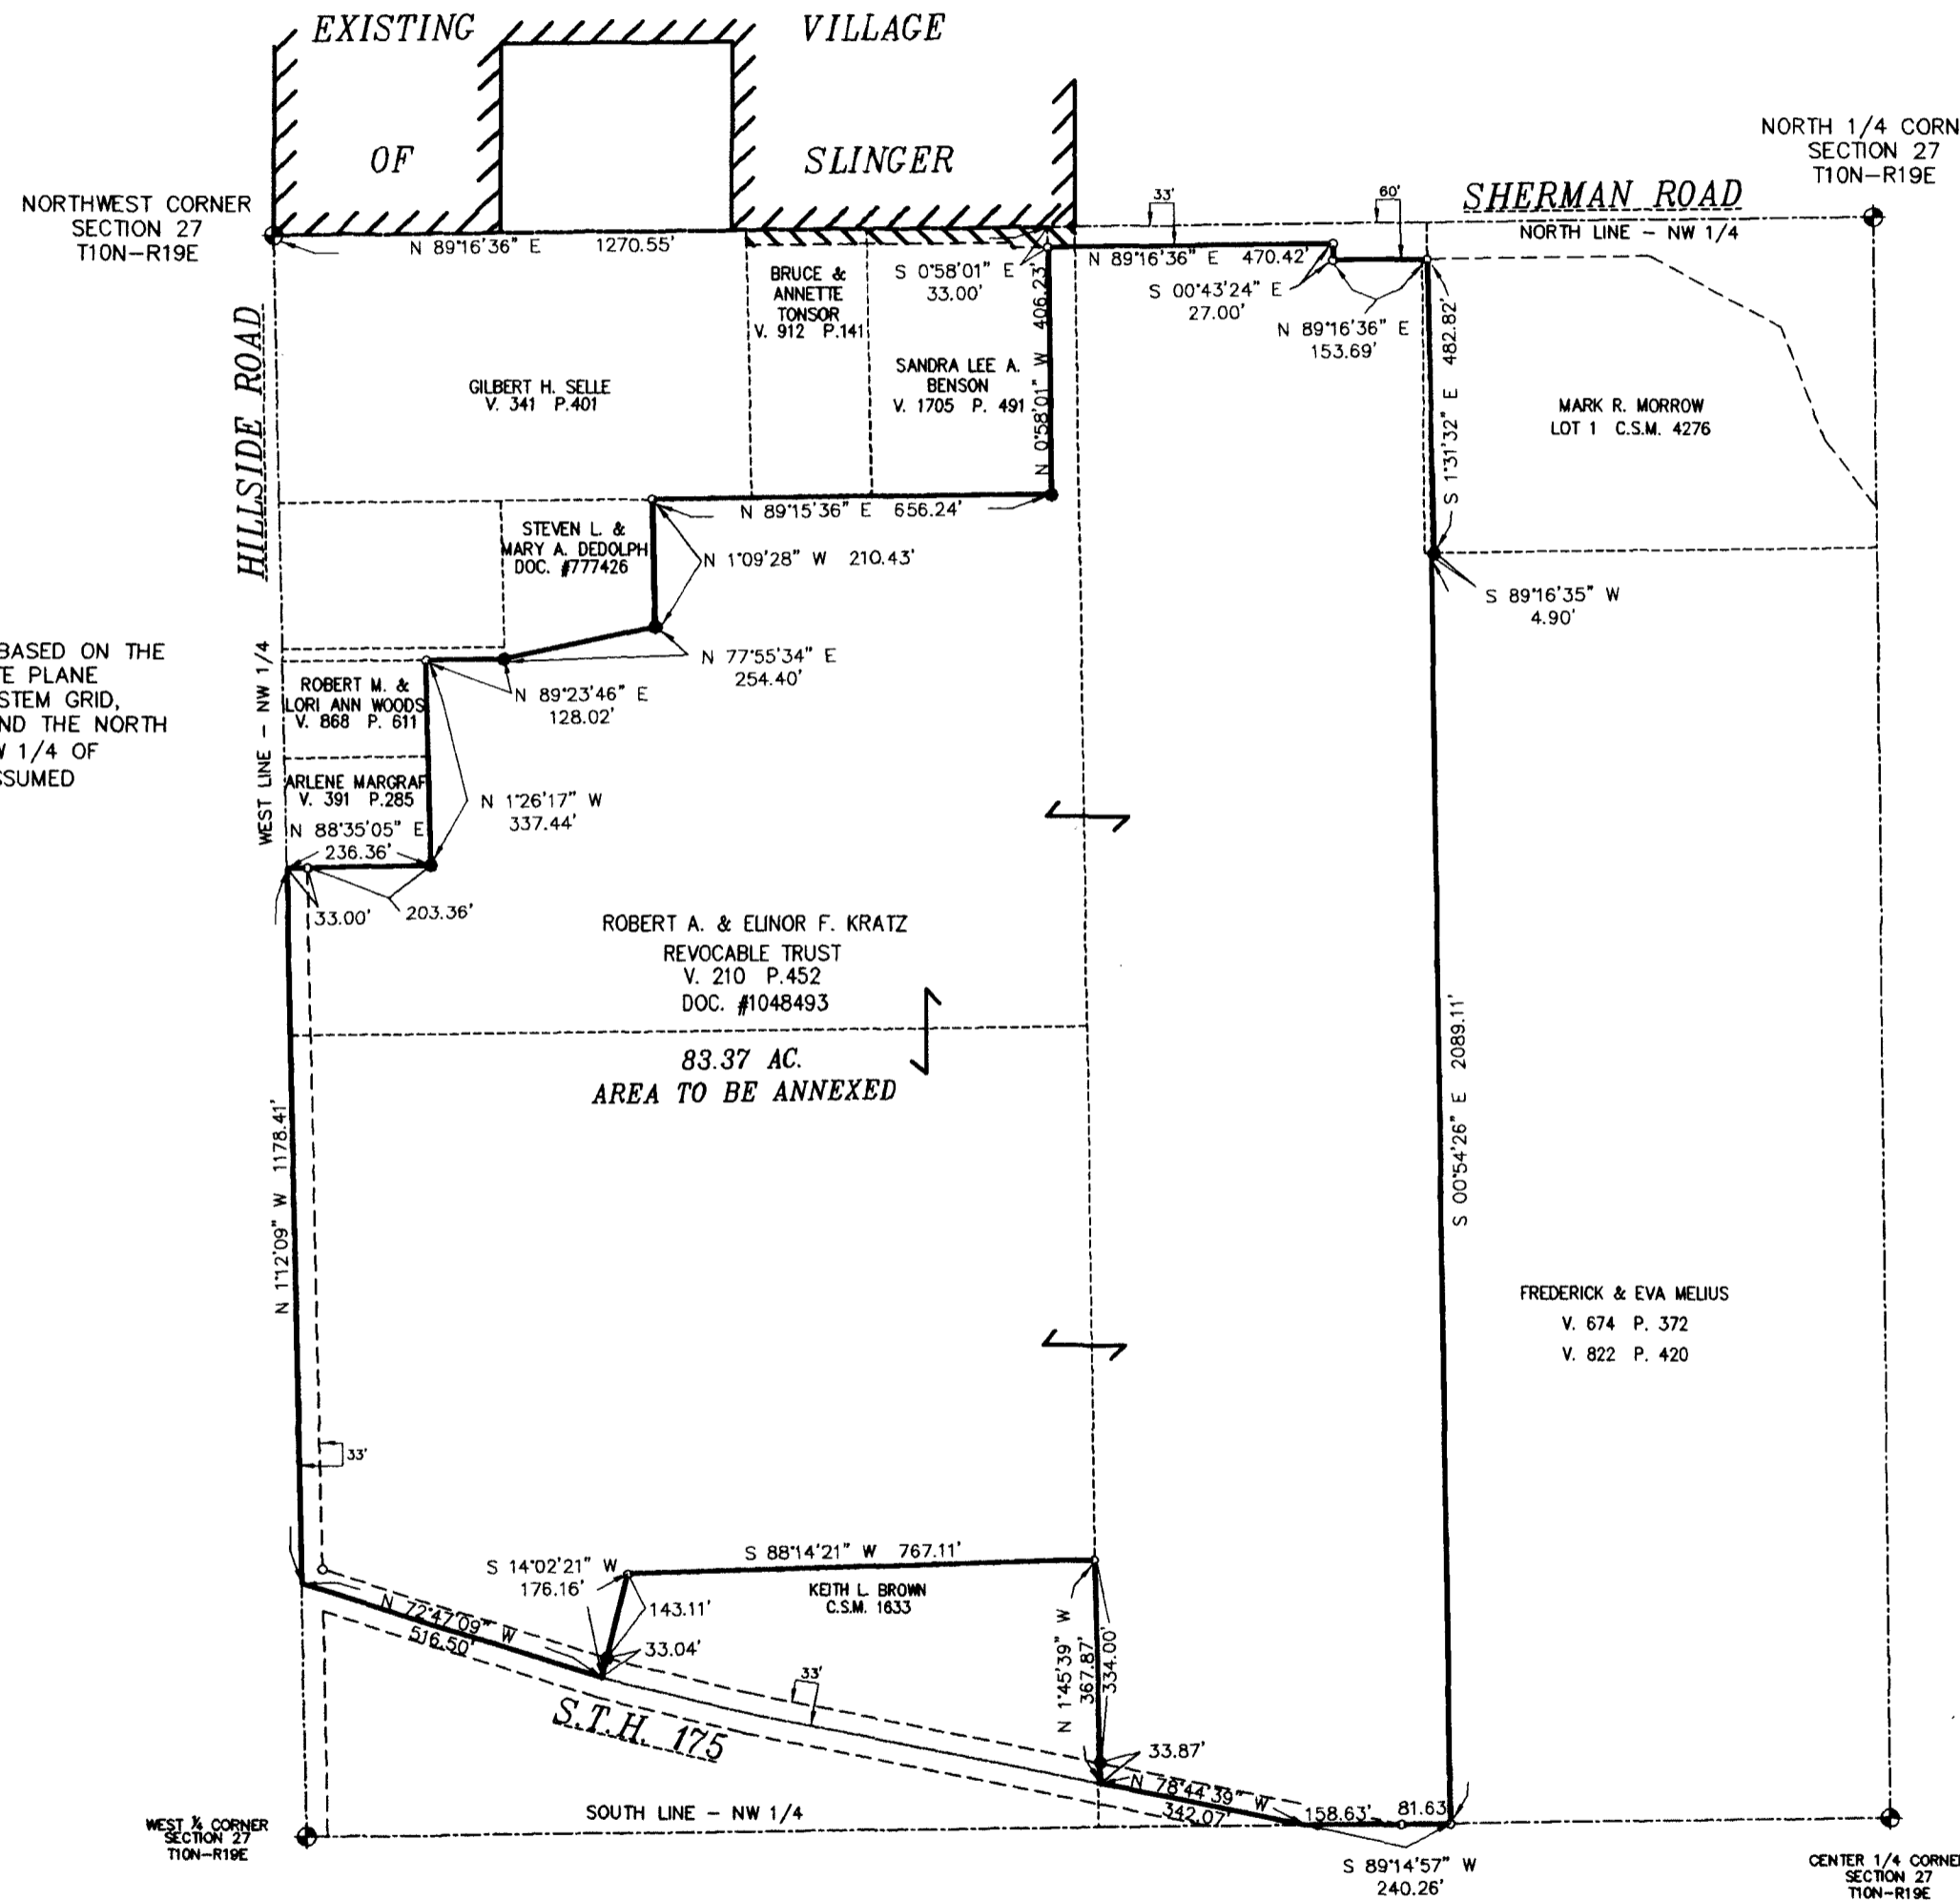 EXISTING
VILLAGE
OF
SLINGER
NORTH 1/4 CORN
SECTION 27
T10N-R19E
NORTHWEST CORNER
SECTION 27
T10N-R19E
33'
60'
SHERMAN ROAD
NORTH LINE - NW 1/4
N 89°16'36" E 1270.55'
S 0°58'01" E
33.00'
N 89°16'36" E 470.42'
S 00°43'24" E
27.00'
N 89°16'36" E
153.69'
BRUCE &
ANNETTE
TONSOR
V. 912 P.141
SANDRA LEE A.
BENSON
V. 1705 P. 491
N 0°58'01" W 406.23'
S 1°31'32" E 482.82'
HILLSIDE ROAD
GILBERT H. SELLE
V. 341 P.401
MARK R. MORROW
LOT 1 C.S.M. 4276
N 89°15'36" E 656.24'
STEVEN L. &
MARY A. DEDOLPH
DOC. #777426
N 1°09'28" W 210.43'
S 89°16'35" W
4.90'
BASED ON THE
TE PLANE
STEM GRID,
ND THE NORTH
W 1/4 OF
SSUMED
WEST LINE - NW 1/4
N 77°55'34" E
254.40'
ROBERT M. &
LORI ANN WOODS
V. 868 P. 611
N 89°23'46" E
128.02'
ARLENE MARGRAF
V. 391 P.285
N 1°26'17" W
337.44'
N 88°35'05" E
236.36'
33.00'
203.36'
ROBERT A. & ELINOR F. KRATZ
REVOCABLE TRUST
V. 210 P.452
DOC. #1048493
83.37 AC.
AREA TO BE ANNEXED
N 1°12'09" W 1178.41'
S 00°54'26" E 2089.11'
FREDERICK & EVA MELIUS
V. 674 P. 372
V. 822 P. 420
33'
S 14°02'21" W
176.16'
S 88°14'21" W 767.11'
KEITH L. BROWN
C.S.M. 1633
143.11'
33.04'
N 72°47'09" W
516.50'
33'
N 1°45'39" W
367.87'
334.00'
S.T.H. 175
33.87'
N 78°44'39" W
342.07'
158.63'
81.63'
SOUTH LINE - NW 1/4
WEST ¼ CORNER
SECTION 27
T10N-R19E
S 89°14'57" W
240.26'
CENTER 1/4 CORNE
SECTION 27
T10N-R19E